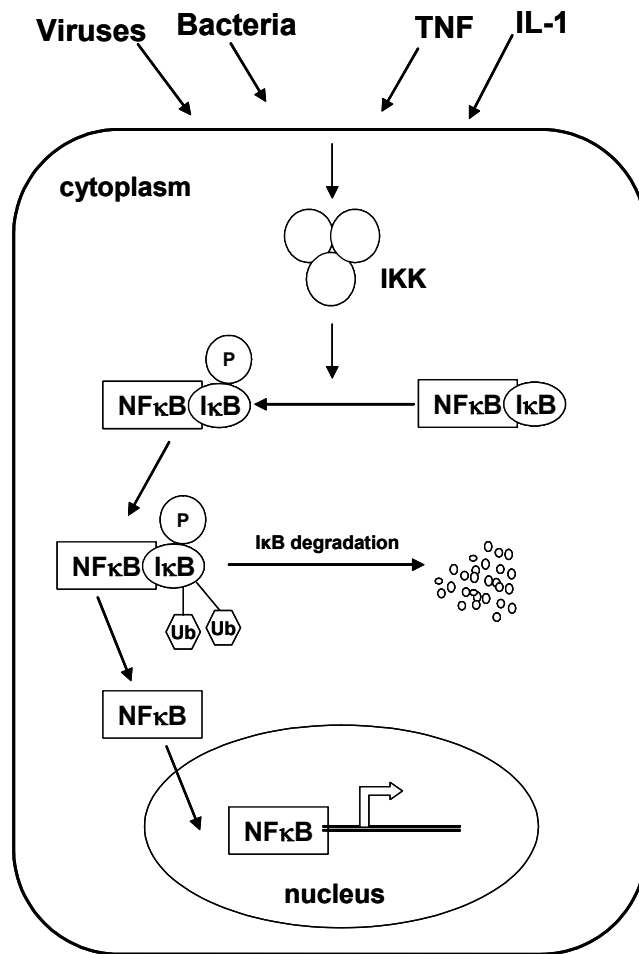 Viruses Bacteria TNF IL-1
cytoplasm
IKK
P
NFκB IκB NFκB IκB
P
IκB degradation
NFκB IκB
Ub Ub
NFκB
NFκB
nucleus